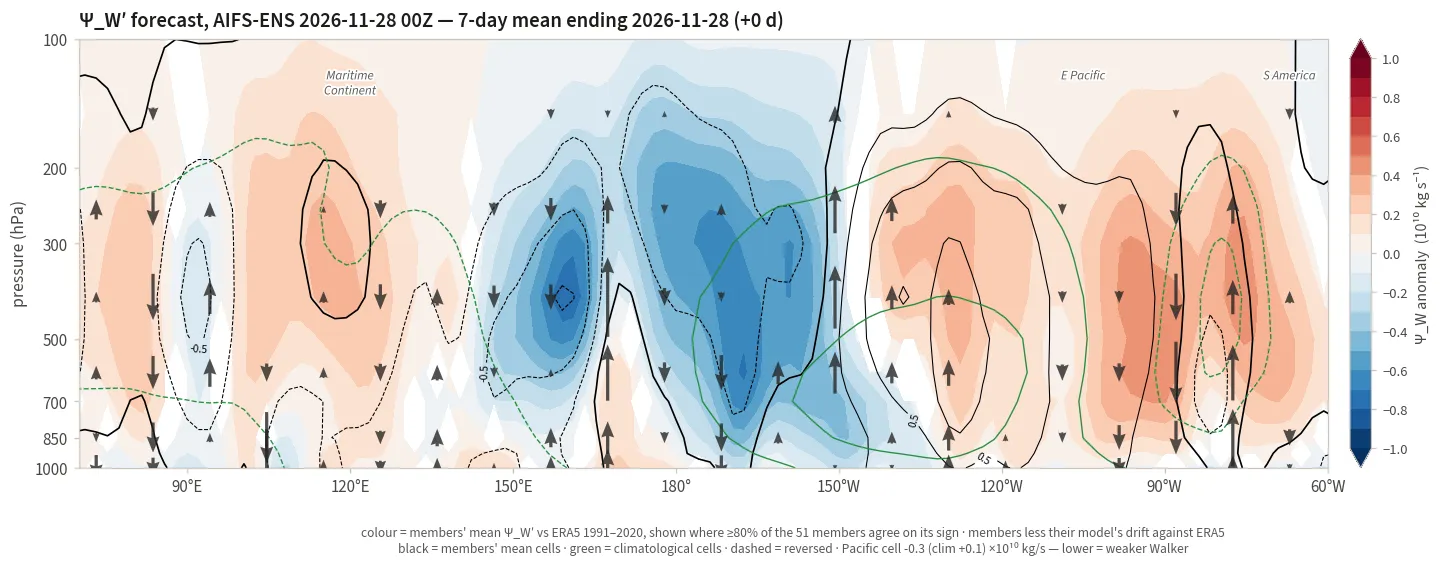 Ψ_W′ forecast, AIFS-ENS 2026-11-28 00Z — 7-day mean ending 2026-11-28 (+0 d)
100
200
300
500
700
850
1000
pressure (hPa)
Maritime
Continent
E Pacific
S America
-0.5
-0.5
0.5
0.5
90°E
120°E
150°E
180°
150°W
120°W
90°W
60°W
1.0
0.8
0.6
0.4
0.2
0.0
−0.2
−0.4
−0.6
−0.8
−1.0
Ψ_W anomaly (10¹⁰ kg s⁻¹)
colour = members' mean Ψ_W′ vs ERA5 1991–2020, shown where ≥80% of the 51 members agree on its sign · members less their model's drift against ERA5
black = members' mean cells · green = climatological cells · dashed = reversed · Pacific cell -0.3 (clim +0.1) ×10¹⁰ kg/s — lower = weaker Walker